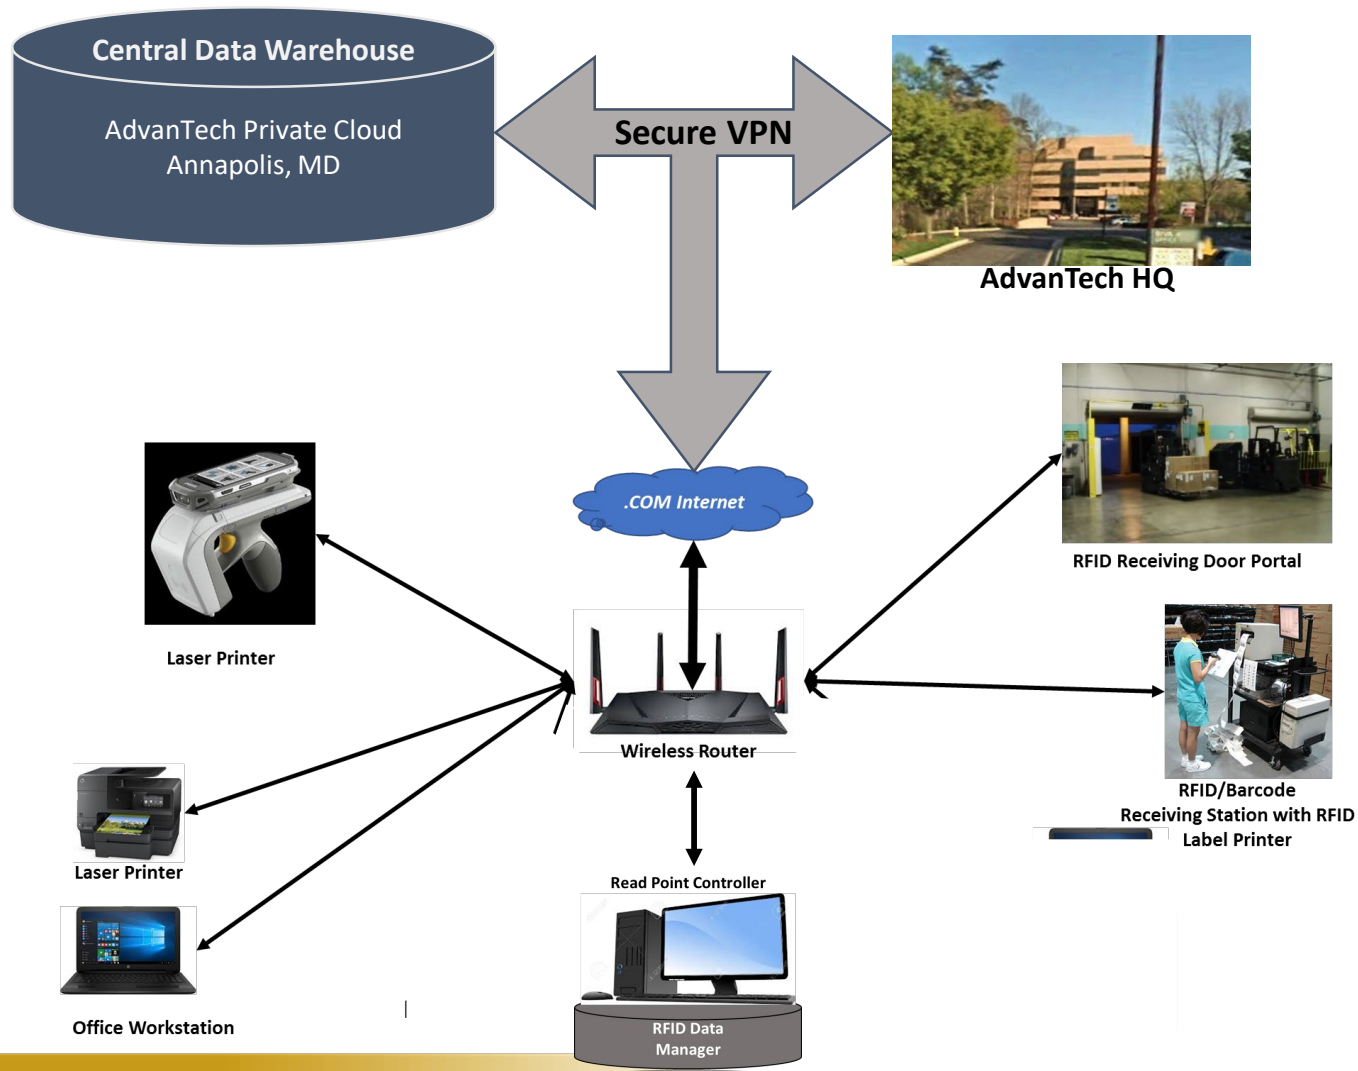 Central Data Warehouse
AdvanTech Private Cloud
Annapolis, MD
Secure VPN
AdvanTech HQ
.COM Internet
RFID Receiving Door Portal
Laser Printer
Wireless Router
RFID/Barcode
Receiving Station with RFID
Label Printer
Laser Printer
Read Point Controller
Office Workstation
RFID Data
Manager